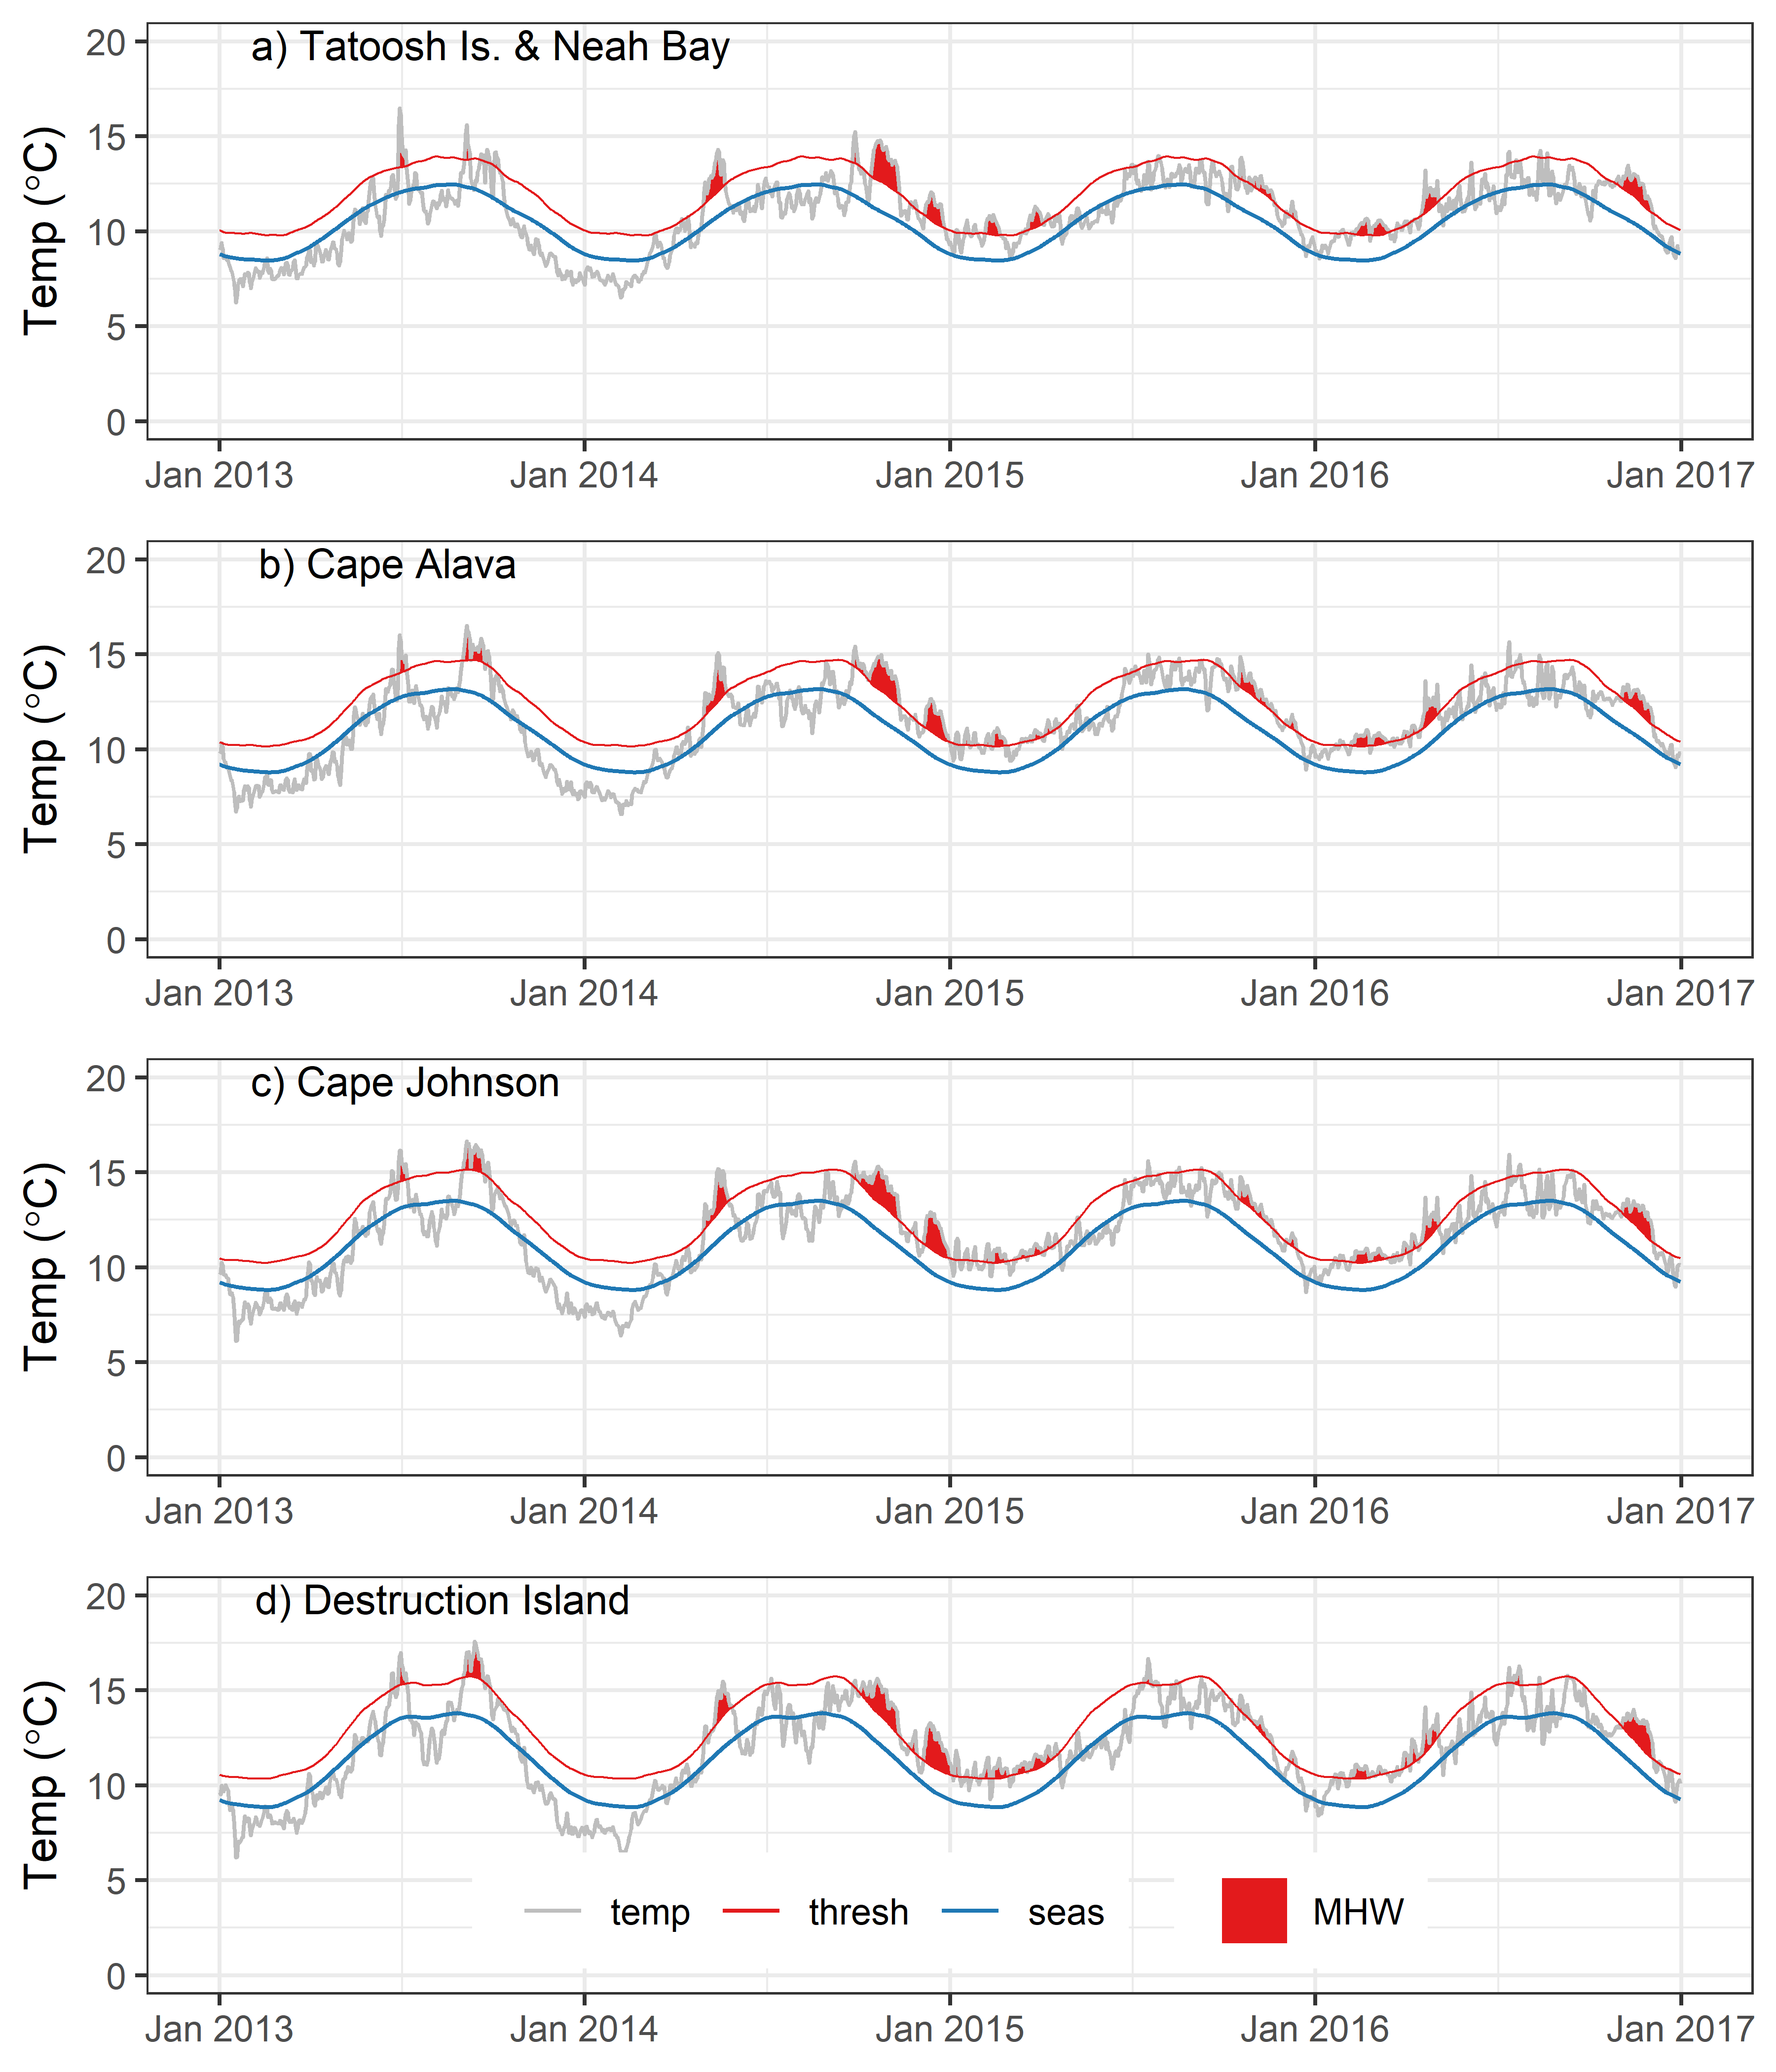 a) Tatoosh Is. & Neah Bay
Temp (°C)
20
15
10
5
0
Jan 2013 Jan 2014 Jan 2015 Jan 2016 Jan 2017
b) Cape Alava
Temp (°C)
20
15
10
5
0
Jan 2013 Jan 2014 Jan 2015 Jan 2016 Jan 2017
c) Cape Johnson
Temp (°C)
20
15
10
5
0
Jan 2013 Jan 2014 Jan 2015 Jan 2016 Jan 2017
d) Destruction Island
Temp (°C)
20
15
10
5
0
temp thresh seas MHW
Jan 2013 Jan 2014 Jan 2015 Jan 2016 Jan 2017